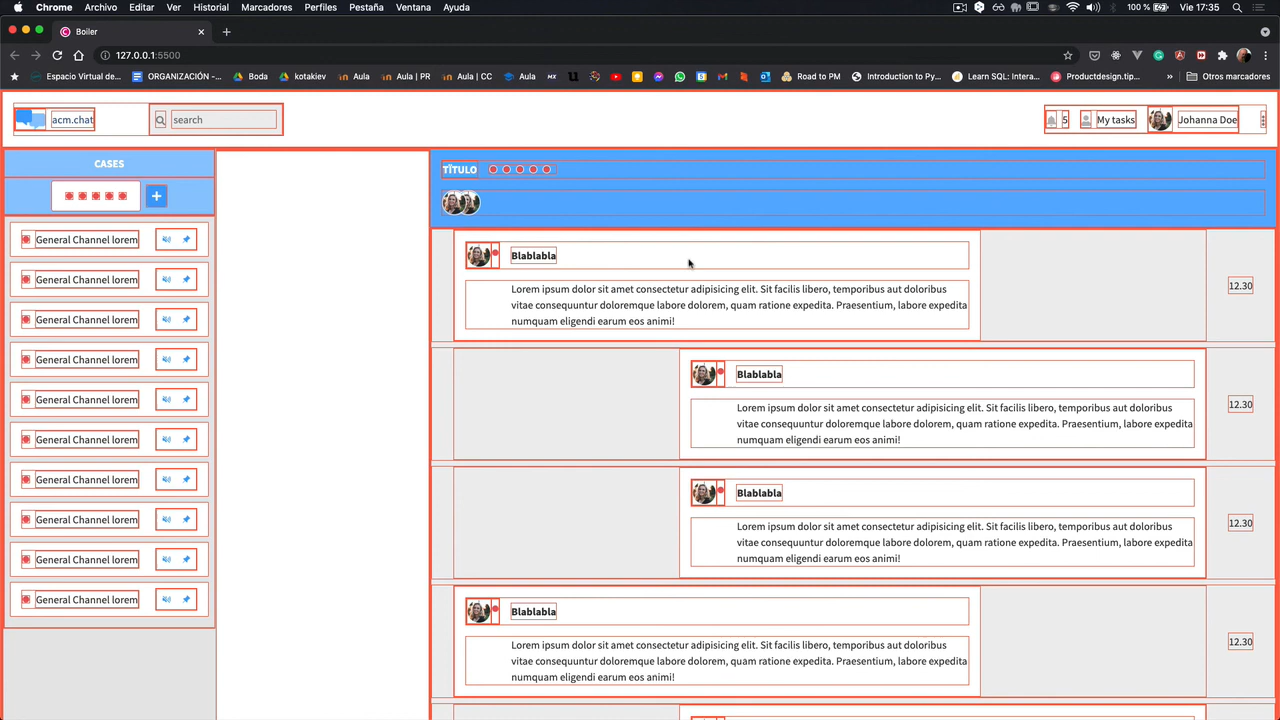 Chrome Archivo Editar Ver Historial Marcadores Perfiles Pestaña Ventana Ayuda 100 % Vie 17:35
Boiler
127.0.0.1:5500
Espacio Virtual de... ORGANIZACIÓN -... Boda kotakiev Aula Aula | PR Aula | CC Aula Road to PM Introduction to Py... Learn SQL: Intera... Productdesign.tip... » Otros marcadores
acm.chat search 5 My tasks Johanna Doe
CASES
TÍTULO
+
General Channel lorem
General Channel lorem
General Channel lorem
General Channel lorem
General Channel lorem
General Channel lorem
General Channel lorem
General Channel lorem
General Channel lorem
General Channel lorem
Blablabla
Lorem ipsum dolor sit amet consectetur adipisicing elit. Sit facilis libero, temporibus aut doloribus
vitae consequuntur doloremque labore dolorem, quam ratione expedita. Praesentium, labore expedita
numquam eligendi earum eos animi!
12.30
Blablabla
Lorem ipsum dolor sit amet consectetur adipisicing elit. Sit facilis libero, temporibus aut doloribus
vitae consequuntur doloremque labore dolorem, quam ratione expedita. Praesentium, labore expedita
numquam eligendi earum eos animi!
12.30
Blablabla
Lorem ipsum dolor sit amet consectetur adipisicing elit. Sit facilis libero, temporibus aut doloribus
vitae consequuntur doloremque labore dolorem, quam ratione expedita. Praesentium, labore expedita
numquam eligendi earum eos animi!
12.30
Blablabla
Lorem ipsum dolor sit amet consectetur adipisicing elit. Sit facilis libero, temporibus aut doloribus
vitae consequuntur doloremque labore dolorem, quam ratione expedita. Praesentium, labore expedita
numquam eligendi earum eos animi!
12.30